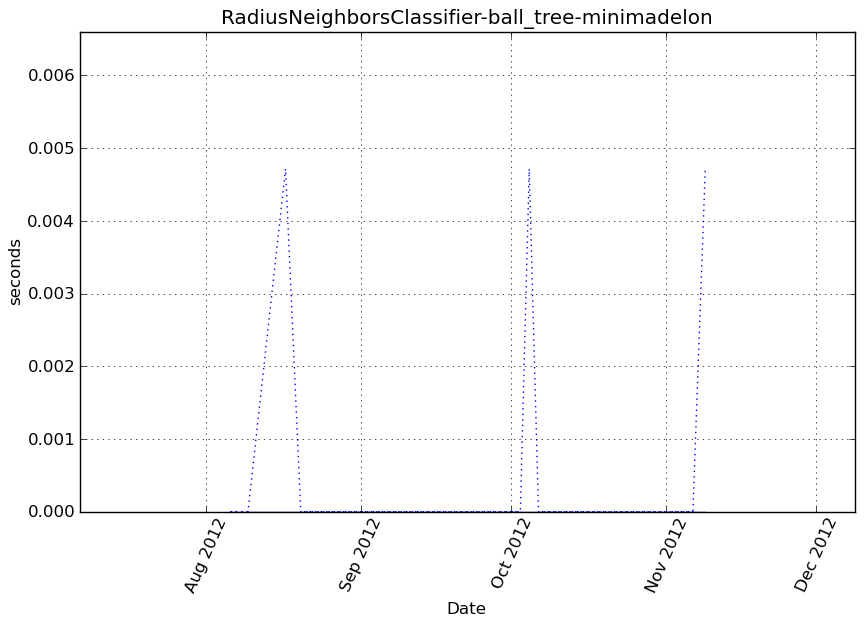 RadiusNeighborsClassifier-ball_tree-minimadelon
0.006
0.005
0.004
0.003
0.002
0.001
0.000
seconds
Aug 2012
Sep 2012
Oct 2012
Nov 2012
Dec 2012
Date